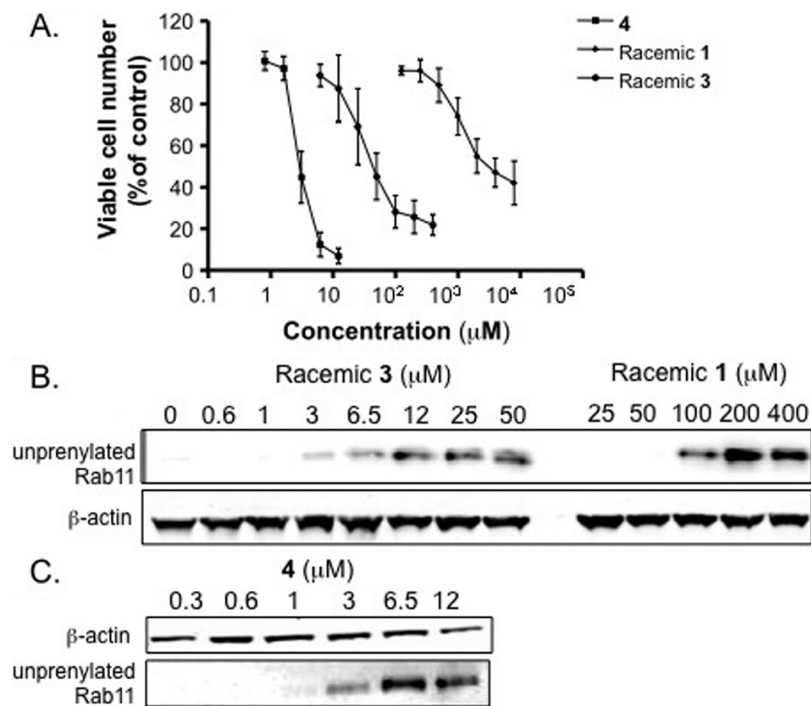 A.
120
100
80
60
40
20
0
Viable cell number
(% of control)
0.1 1 10 10² 10³ 10⁴ 10⁵
Concentration (μM)
4
Racemic 1
Racemic 3
B.
Racemic 3 (μM)
Racemic 1 (μM)
0 0.6 1 3 6.5 12 25 50 25 50 100 200 400
unprenylated
Rab11
β-actin
C.
4 (μM)
0.3 0.6 1 3 6.5 12
β-actin
unprenylated
Rab11